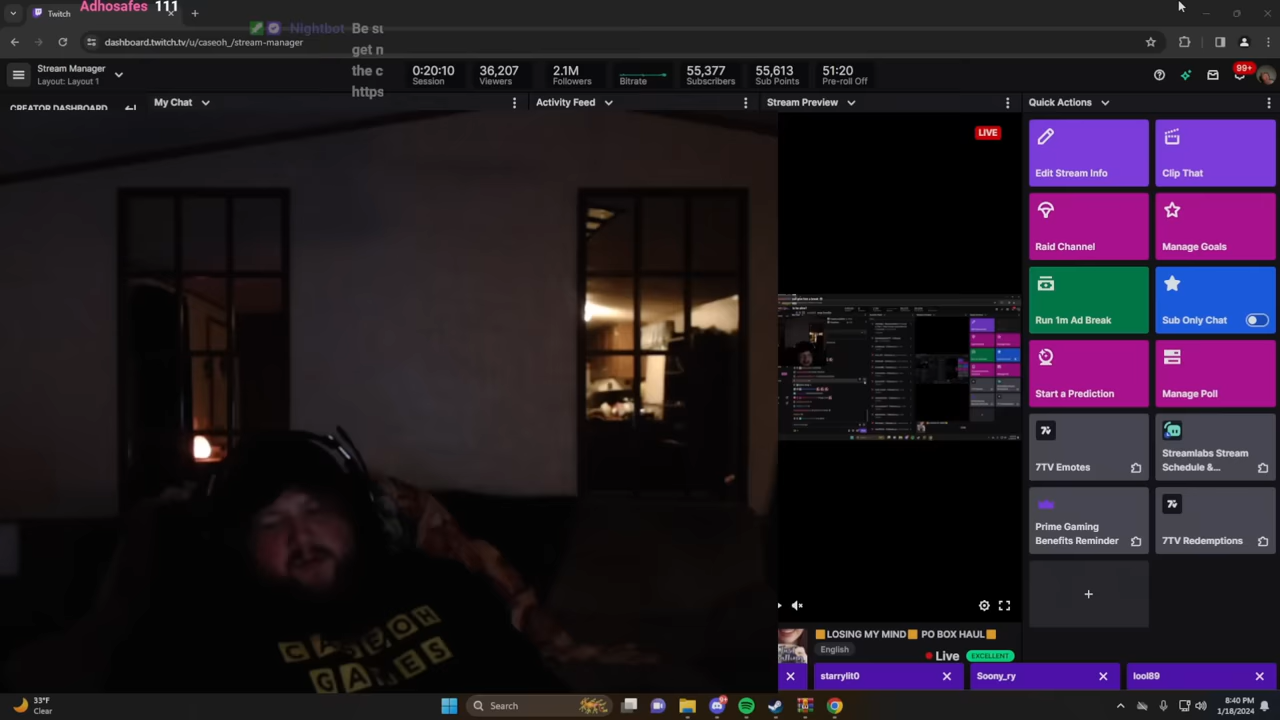 Adhosafes 111
Twitch
Nightbot Be su
get n
the c
https
dashboard.twitch.tv/u/caseoh_/stream-manager
Stream Manager
Layout: Layout 1
0:20:10
Session
36,207
Viewers
2.1M
Followers
Bitrate
55,377
Subscribers
55,613
Sub Points
51:20
Pre-roll Off
99+
CREATOR DASHBOARD
My Chat
Activity Feed
Stream Preview
Quick Actions
LIVE
Edit Stream Info
Clip That
Raid Channel
Manage Goals
Run 1m Ad Break
Sub Only Chat
Start a Prediction
Manage Poll
7TV Emotes
Streamlabs Stream
Schedule &...
Prime Gaming
Benefits Reminder
7TV Redemptions
CASEOH
GAMES
LOSING MY MIND PO BOX HAUL
English
Live
EXCELLENT
starrylit0
Soony_ry
lool89
33°F
Clear
Search
8:40 PM
1/18/2024